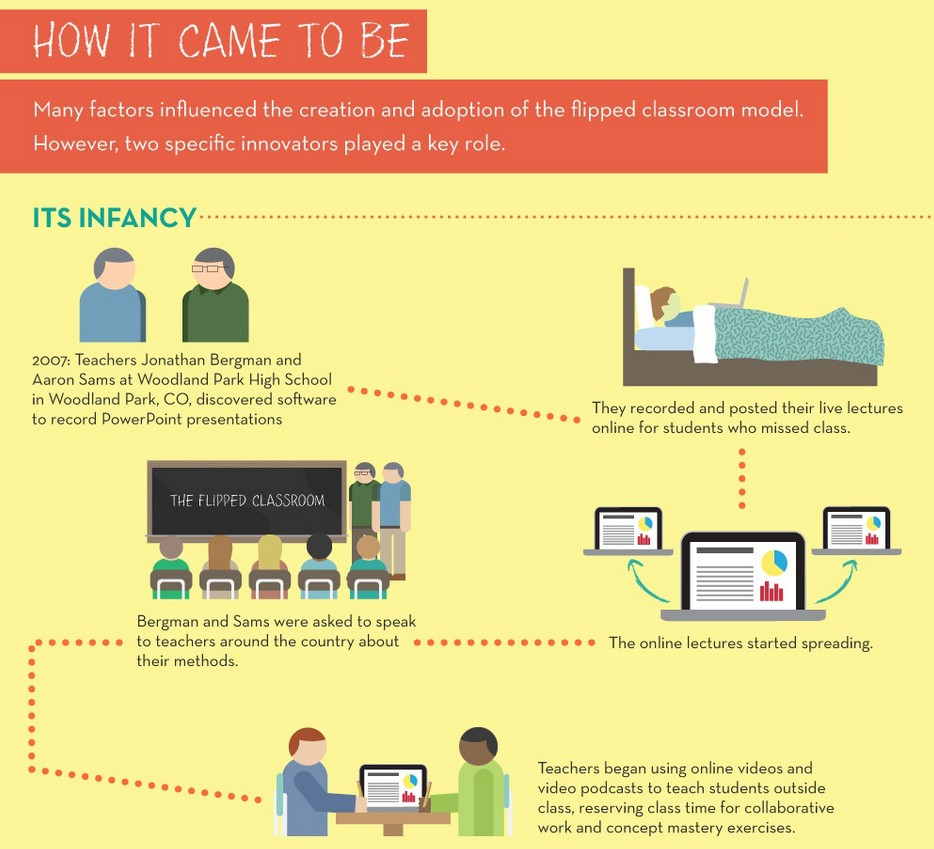 HOW IT CAME TO BE
Many factors influenced the creation and adoption of the flipped classroom model.
However, two specific innovators played a key role.
ITS INFANCY
2007: Teachers Jonathan Bergman and
Aaron Sams at Woodland Park High School
in Woodland Park, CO, discovered software
to record PowerPoint presentations
They recorded and posted their live lectures
online for students who missed class.
The online lectures started spreading.
THE FLIPPED CLASSROOM
Bergman and Sams were asked to speak
to teachers around the country about
their methods.
Teachers began using online videos and
video podcasts to teach students outside
class, reserving class time for collaborative
work and concept mastery exercises.